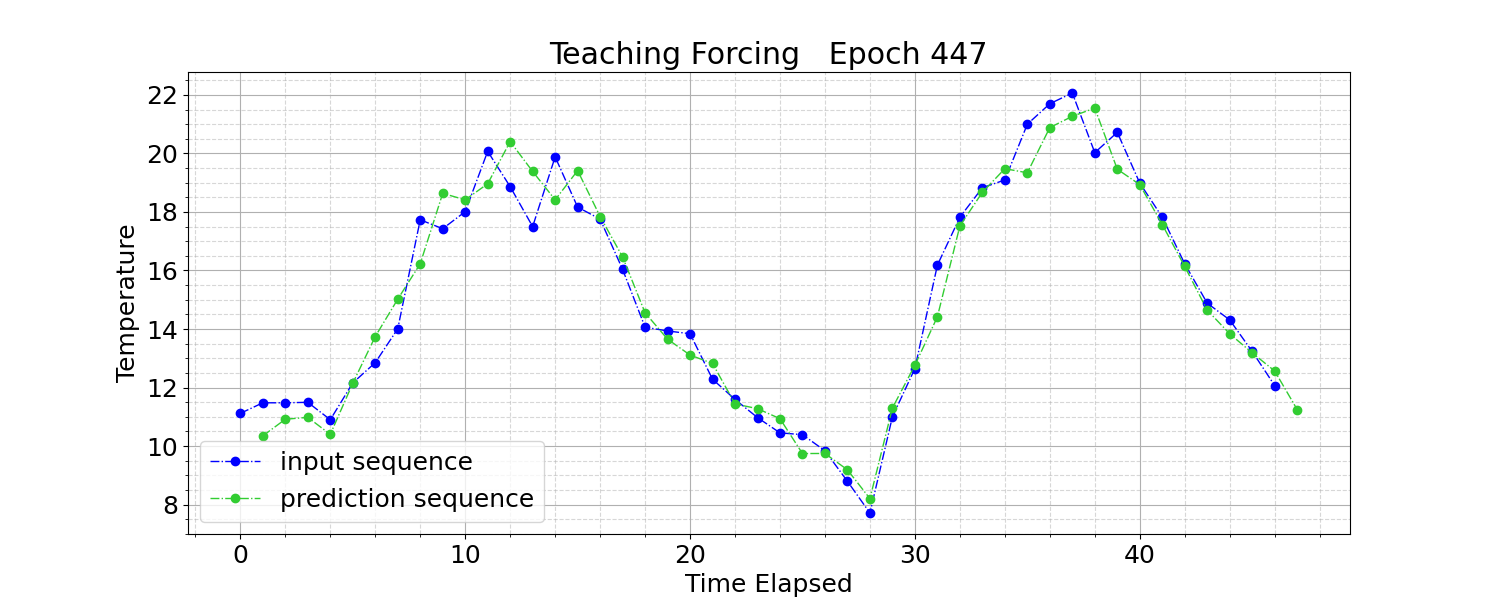 Teaching Forcing   Epoch 447
22
20
18
16
14
12
10
8
Temperature
input sequence
prediction sequence
0 10 20 30 40
Time Elapsed